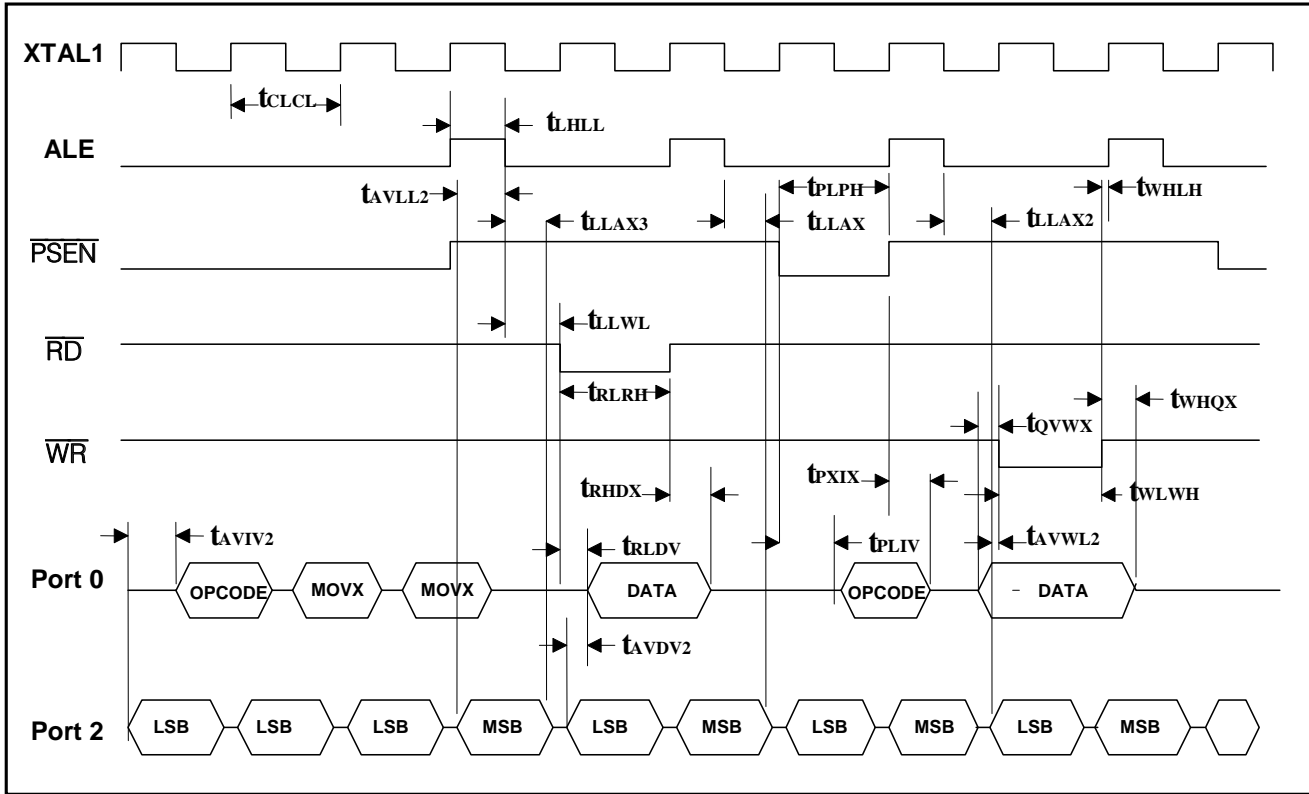 XTAL1
tCLCL
tLHLL
ALE
tAVLL2
tPLPH
tWHLH
tLLAX3
tLLAX
tLLAX2
PSEN
tLLWL
RD
tRLRH
tWHQX
tQVWX
WR
tRHDX
tPXIX
tWLWH
tAVIV2
tRLDV
tPLIV
tAVWL2
Port 0
OPCODE MOVX MOVX DATA OPCODE DATA
tAVDV2
Port 2
LSB LSB LSB MSB LSB MSB LSB MSB LSB MSB